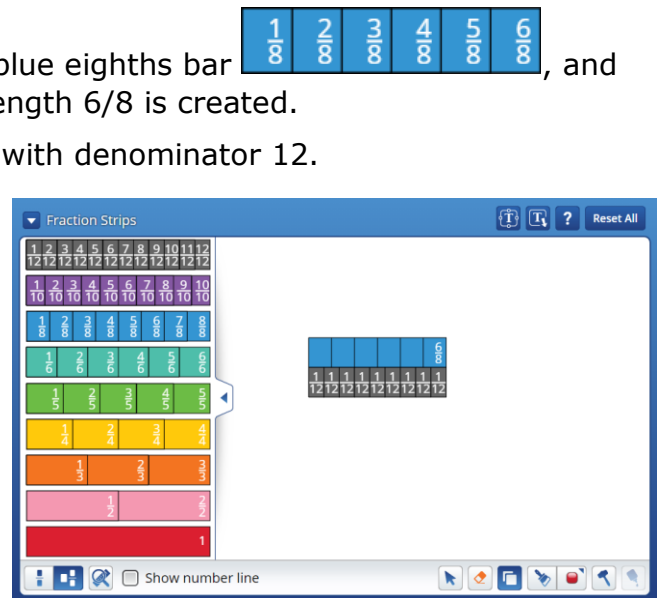 blue eighths bar 1/8 2/8 3/8 4/8 5/8 6/8, and
ength 6/8 is created.
with denominator 12.
Fraction Strips ? Reset All
1/12 2/12 3/12 4/12 5/12 6/12 7/12 8/12 9/12 10/12 11/12 12/12
1/10 2/10 3/10 4/10 5/10 6/10 7/10 8/10 9/10 10/10
1/8 2/8 3/8 4/8 5/8 6/8 7/8 8/8
1/6 2/6 3/6 4/6 5/6 6/6
1/5 2/5 3/5 4/5 5/5
1/4 2/4 3/4 4/4
1/3 2/3 3/3
1/2 2/2
1
6/8
1/12 1/12 1/12 1/12 1/12 1/12 1/12 1/12 1/12
Show number line